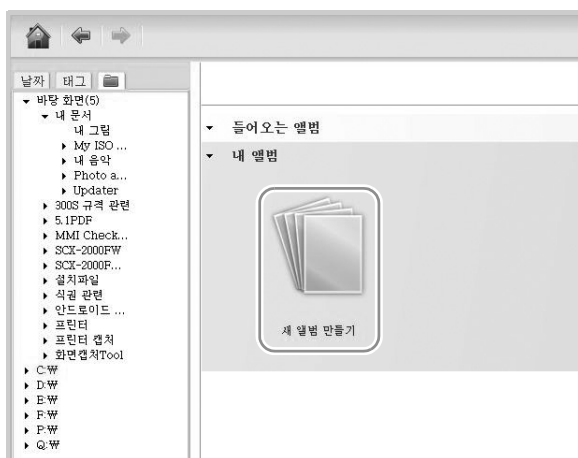 날짜 태그
바탕 화면(5)
내 문서
내 그림
My ISO ...
내 음악
Photo a...
Updater
300S 규격 관련
5.1PDF
MMI Check...
SCX-2000FW
SCX-2000F...
설치파일
식권 관련
안드로이드 ...
프린터
프린터 캡처
화면캡처Tool
C:₩
D:₩
E:₩
F:₩
P:₩
Q:₩
들어오는 앨범
내 앨범
새 앨범 만들기